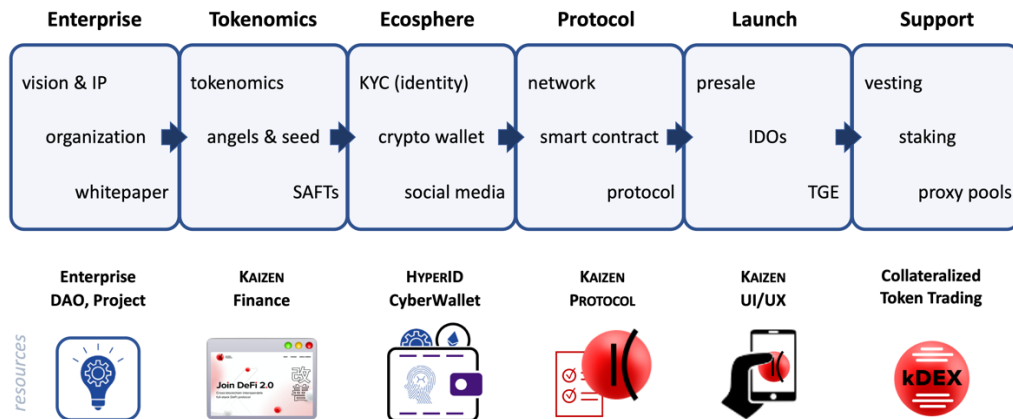 Enterprise
Tokenomics
Ecosphere
Protocol
Launch
Support
vision & IP
organization
whitepaper
tokenomics
angels & seed
SAFTs
KYC (identity)
crypto wallet
social media
network
smart contract
protocol
presale
IDOs
TGE
vesting
staking
proxy pools
resources
Enterprise
DAO, Project
KAIZEN
Finance
HYPERID
CyberWallet
KAIZEN
PROTOCOL
KAIZEN
UI/UX
Collateralized
Token Trading
Join DeFi 2.0
改善
kDEX